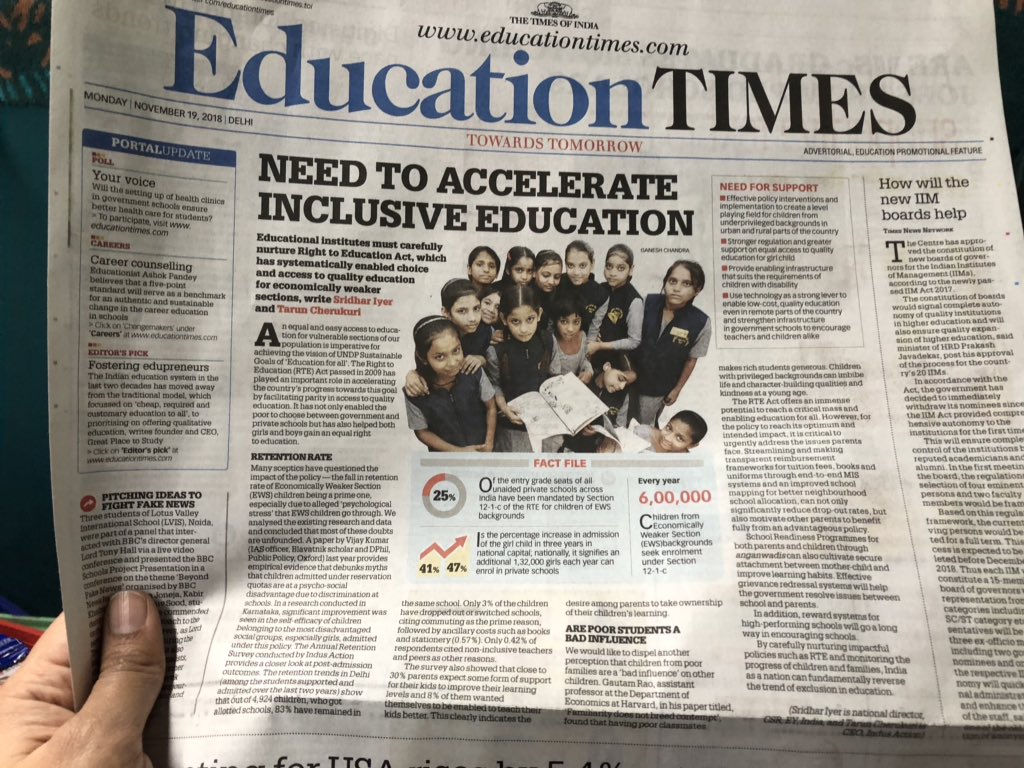 .com/educationtimes
THE TIMES OF INDIA
www.educationtimes.com
Education TIMES
MONDAY | NOVEMBER 19, 2018 | DELHI
TOWARDS TOMORROW
ADVERTORIAL, EDUCATION PROMOTIONAL FEATURE
PORTALUPDATE
POLL
Your voice
Will the setting up of health clinics
in government schools ensure
better health care for students?
» To participate, visit www.
educationtimes.com
CAREERS
Career counselling
Educationist Ashok Pandey
believes that a five-point
standard will serve as a benchmark
for an authentic and sustainable
change in the career education
in schools
» Click on 'Changemakers' under
'Careers' at www.educationtimes.com
EDITOR'S PICK
Fostering edupreneurs
The Indian education system in the
last two decades has moved away
from the traditional model, which
focussed on 'cheap, required and
customary education to all', to
prioritising on offering qualitative
education, writes founder and CEO,
Great Place to Study
» Click on 'Editor's pick' at
www.educationtimes.com
PITCHING IDEAS TO
FIGHT FAKE NEWS
Three students of Lotus Valley
International School (LVIS), Noida,
were part of a panel that inter-
acted with BBC's director general
Lord Tony Hall via a live video
conference and presented the BBC
Schools Project Presentation in a
conference on the theme 'Beyond
Fake News' organised by BBC
Joneja, Kabir
Sood, stu-
commended
NEED TO ACCELERATE
INCLUSIVE EDUCATION
Educational institutes must carefully
nurture Right to Education Act, which
has systematically enabled choice
and access to quality education
for economically weaker
sections, write Sridhar Iyer
and Tarun Cherukuri
GANESH CHANDRA
An equal and easy access to educa-
tion for vulnerable sections of our
population is imperative for
achieving the vision of UNDP Sustainable
Goals of 'Education for all'. The Right to
Education (RTE) Act passed in 2009 has
played an important role in accelerating
the country's progress towards this goal
by facilitating parity in access to quality
education. It has not only enabled the
poor to choose between government and
private schools but has also helped both
girls and boys gain an equal right
to education.
RETENTION RATE
Many sceptics have questioned the
impact of the policy — the fall in retention
rate of Economically Weaker Section
(EWS) children being a prime one,
especially due to alleged 'psychological
stress' that EWS children go through. We
analysed the existing research and data
and concluded that most of these doubts
are unfounded. A paper by Vijay Kumar
(IAS officer, Blavatnik scholar and DPhil,
Public Policy, Oxford) last year provides
empirical evidence that debunks myths
that children admitted under reservation
quotas are at a psycho-social
disadvantage due to discrimination at
schools. In a research conducted in
Karnataka, significant improvement was
seen in the self-efficacy of children
belonging to the most disadvantaged
social groups, especially girls, admitted
under this policy. The Annual Retention
Survey conducted by Indus Action
provides a closer look at post-admission
outcomes. The retention trends in Delhi
(among the students supported and
admitted over the last two years) show
that out of 4,924 children, who got
allotted schools, 83% have remained in
FACT FILE
25%
Of the entry grade seats of all
unaided private schools across
India have been mandated by Section
12-1-c of the RTE for children of EWS
backgrounds
41% 47%
Is the percentage increase in admission
of the girl child in three years in
national capital; nationally, it signifies an
additional 1,32,000 girls each year can
enrol in private schools
Every year
6,00,000
Children from
Economically
Weaker Section
(EWS)backgrounds
seek enrolment
under Section
12-1-c
the same school. Only 3% of the children
have dropped out or switched schools,
citing commuting as the prime reason,
followed by ancillary costs such as books
and stationery (0.57%). Only 0.42% of
respondents cited non-inclusive teachers
and peers as other reasons.
The survey also showed that close to
30% parents expect some form of support
for their kids to improve their learning
levels and 8% of them wanted
themselves to be enabled to teach their
kids better. This clearly indicates the
desire among parents to take ownership
of their children's learning.
ARE POOR STUDENTS A
BAD INFLUENCE?
We would like to dispel another
perception that children from poor
families are a 'bad influence' on other
children. Gautam Rao, assistant
professor at the Department of
Economics at Harvard, in his paper titled,
'Familiarity does not breed contempt',
found that having poor classmates
NEED FOR SUPPORT
■ Effective policy interventions and
implementation to create a level
playing field for children from
underprivileged backgrounds in
urban and rural parts of the country
■ Stronger regulation and greater
support on equal access to quality
education for girl child
■ Provide enabling infrastructure
that suits the requirements of
children with disability
■ Use technology as a strong lever to
enable low-cost, quality education
even in remote parts of the country
and strengthen infrastructure
in government schools to encourage
teachers and children alike
makes rich students generous. Children
with privileged backgrounds can imbibe
life and character-building qualities and
kindness at a young age.
The RTE Act offers an immense
potential to reach a critical mass and
enabling education for all. However, for
the policy to reach its optimum and
intended impact, it is critical to
urgently address the issues parents
face. Streamlining and making
transparent reimbursement
frameworks for tuition fees, books and
uniforms through end-to-end MIS
systems and an improved school
mapping for better neighbourhood
school allocation, can not only
significantly reduce drop-out rates, but
also motivate other parents to benefit
fully from an advantageous policy.
School Readiness Programmes for
both parents and children through
anganwadis can also cultivate secure
attachment between mother-child and
improve learning habits. Effective
grievance redressal systems will help
the government resolve issues between
school and parents.
In addition, reward systems for
high-performing schools will go a long
way in encouraging schools.
By carefully nurturing impactful
policies such as RTE and monitoring the
progress of children and families, India
as a nation can fundamentally reverse
the trend of exclusion in education.
(Sridhar Iyer is national director,
CSR, EY, India, and Tarun Cherukuri,
CEO, Indus Action)
How will the
new IIM
boards help
TIMES NEWS NETWORK
The Centre has appro-
ved the constitution of
new boards of gover-
nors for the Indian Institutes
of Management (IIMs),
according to the newly pas-
sed IIM Act 2017.
The constitution of boards
would signal complete auto-
nomy of quality institutions
in higher education and will
also ensure quality expan-
sion of higher education, said
minister of HRD Prakash
Javadekar, post his approval
of the process for the count-
ry's 20 IIMs.
In accordance with the
Act, the government has
decided to immediately
withdraw its nominees since
the IIM Act provided compre
hensive autonomy to the
institutions for the first time
This will ensure comple
control of the institutions b
reputed academicians and
alumni. In the first meeting
the board, the regulations
selection of four eminent
persons and two faculty
members would be fram
Based on this regula
framework, the current
ving persons would be
ted for a full term. This
cess is expected to be
leted before December
2018. Thus each IIM w
constitute a 15-mem
board of governors w
representation from
categories includin
SC/ST category etc
sentatives will be
three ex-officio m
including two gov
nominees and o
the respective II
nomy will quick
nal administrat
and enhance t
of the staff, sa